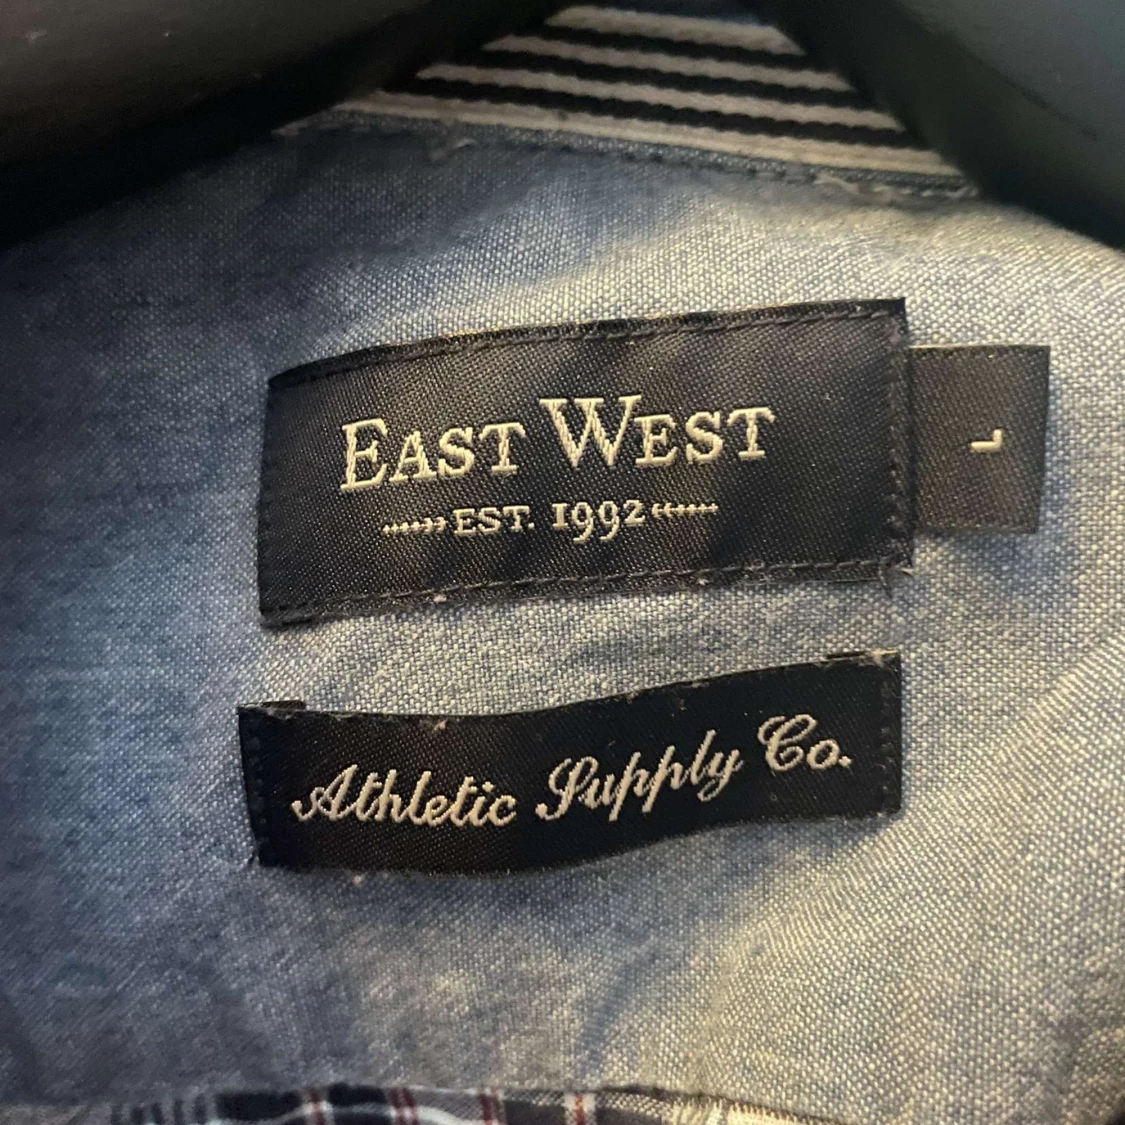 EAST WEST
EST. 1992
L
Athletic Supply Co.